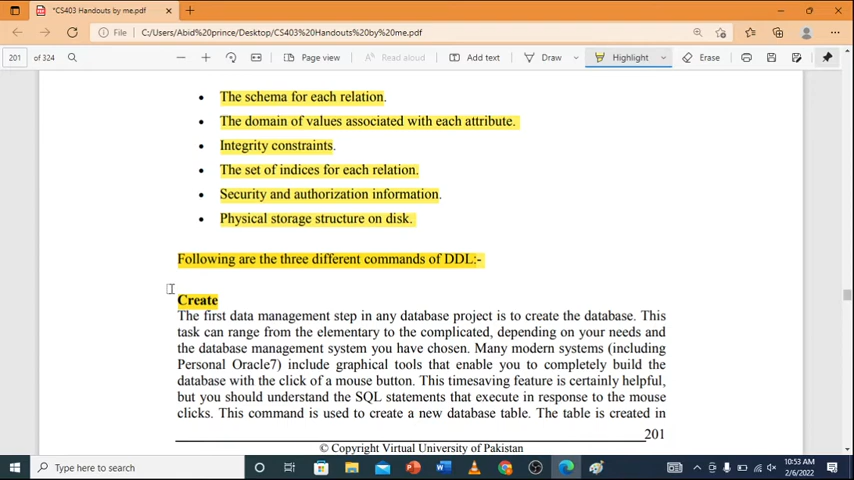 *CS403 Handouts by me.pdf
File
C:/Users/Abid%20prince/Desktop/CS403%20Handouts%20by%20me.pdf
201
of 324
Page view
Read aloud
Add text
Draw
Highlight
Erase
• The schema for each relation.
• The domain of values associated with each attribute.
• Integrity constraints.
• The set of indices for each relation.
• Security and authorization information.
• Physical storage structure on disk.
Following are the three different commands of DDL:-
Create
The first data management step in any database project is to create the database. This
task can range from the elementary to the complicated, depending on your needs and
the database management system you have chosen. Many modern systems (including
Personal Oracle7) include graphical tools that enable you to completely build the
database with the click of a mouse button. This timesaving feature is certainly helpful,
but you should understand the SQL statements that execute in response to the mouse
clicks. This command is used to create a new database table. The table is created in
201
© Copyright Virtual University of Pakistan
Type here to search
10:53 AM
2/6/2022